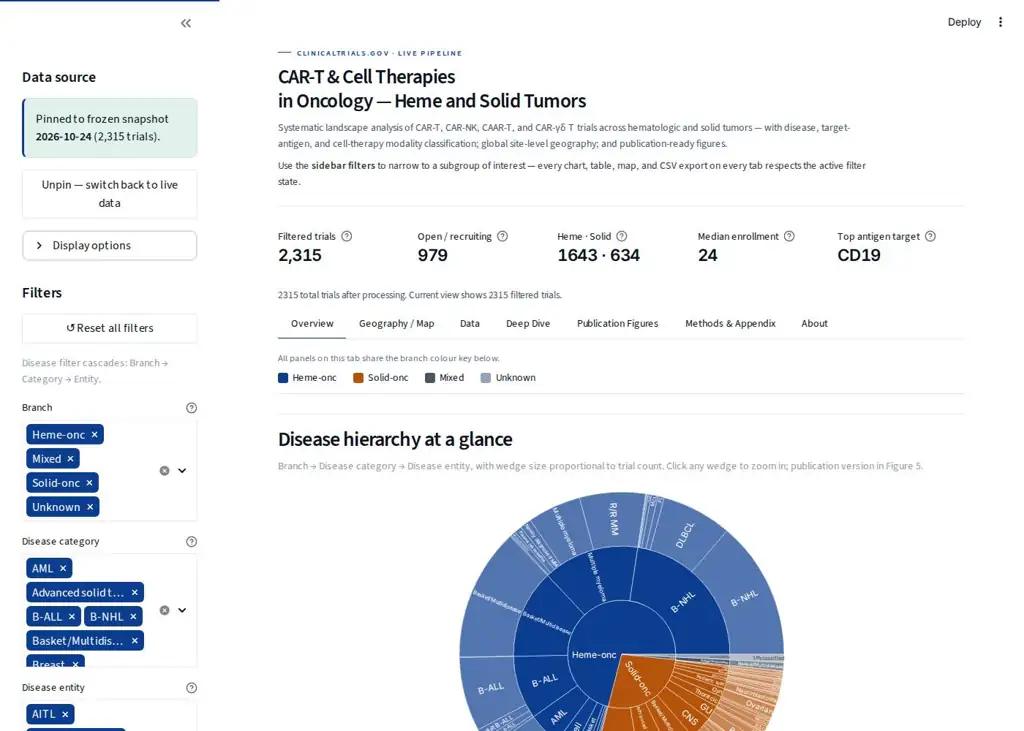 Deploy
Data source
Pinned to frozen snapshot
2026-10-24 (2,315 trials).
Unpin — switch back to live
data
Display options
Filters
↺ Reset all filters
Disease filter cascades: Branch →
Category → Entity.
Branch
Heme-onc ×
Mixed ×
Solid-onc ×
Unknown ×
Disease category
AML ×
Advanced solid t… ×
B-ALL × B-NHL ×
Basket/Multidis… ×
Breast ×
Disease entity
AITL ×
CLINICALTRIALS.GOV · LIVE PIPELINE
CAR-T & Cell Therapies
in Oncology — Heme and Solid Tumors
Systematic landscape analysis of CAR-T, CAR-NK, CAAR-T, and CAR-γδ T trials across hematologic and solid tumors — with disease, target-
antigen, and cell-therapy modality classification; global site-level geography; and publication-ready figures.
Use the sidebar filters to narrow to a subgroup of interest — every chart, table, map, and CSV export on every tab respects the active filter
state.
Filtered trials
2,315
Open / recruiting
979
Heme · Solid
1643 · 634
Median enrollment
24
Top antigen target
CD19
2315 total trials after processing. Current view shows 2315 filtered trials.
Overview Geography / Map Data Deep Dive Publication Figures Methods & Appendix About
All panels on this tab share the branch colour key below.
Heme-onc Solid-onc Mixed Unknown
Disease hierarchy at a glance
Branch → Disease category → Disease entity, with wedge size proportional to trial count. Click any wedge to zoom in; publication version in Figure 5.
R/R MM
Multiple myeloma
Multiple myeloma
DLBCL
B-NHL
B-NHL
Basket/Multidisease
Basket/Multidisease
Heme-onc
Solid-onc
B-ALL
B-ALL
AML
CNS
GU